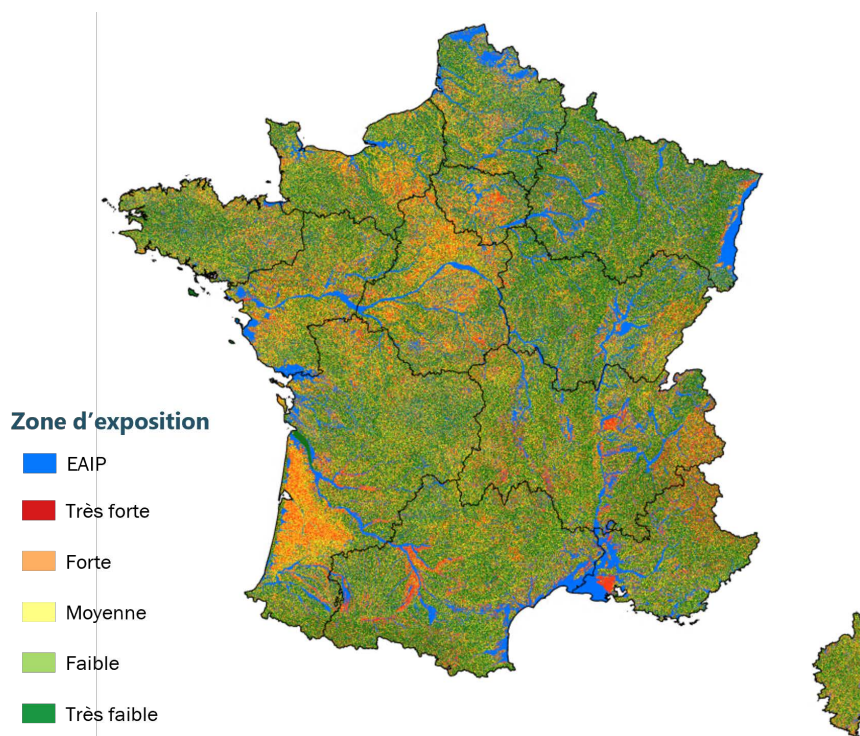 Zone d’exposition
EAIP
Très forte
Forte
Moyenne
Faible
Très faible